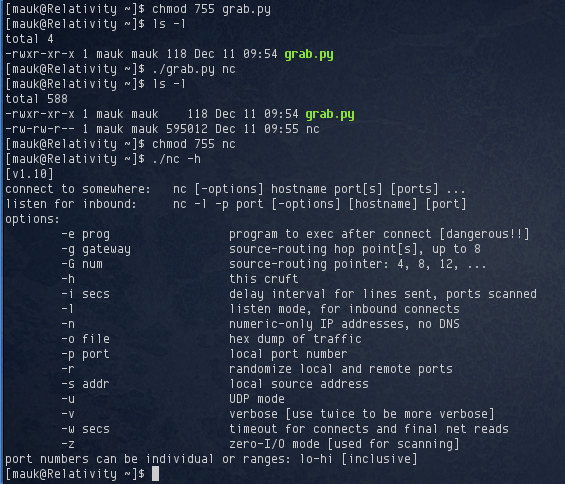 [mauk@Relativity ~]$ chmod 755 grab.py
[mauk@Relativity ~]$ ls -l
total 4
-rwxr-xr-x 1 mauk mauk 118 Dec 11 09:54 grab.py
[mauk@Relativity ~]$ ./grab.py nc
[mauk@Relativity ~]$ ls -l
total 588
-rwxr-xr-x 1 mauk mauk    118 Dec 11 09:54 grab.py
-rw-rw-r-- 1 mauk mauk 595012 Dec 11 09:55 nc
[mauk@Relativity ~]$ chmod 755 nc
[mauk@Relativity ~]$ ./nc -h
[v1.10]
connect to somewhere:   nc [-options] hostname port[s] [ports] ...
listen for inbound:     nc -l -p port [-options] [hostname] [port]
options:
        -e prog                 program to exec after connect [dangerous!!]
        -g gateway              source-routing hop point[s], up to 8
        -G num                  source-routing pointer: 4, 8, 12, ...
        -h                      this cruft
        -i secs                 delay interval for lines sent, ports scanned
        -l                      listen mode, for inbound connects
        -n                      numeric-only IP addresses, no DNS
        -o file                 hex dump of traffic
        -p port                 local port number
        -r                      randomize local and remote ports
        -s addr                 local source address
        -u                      UDP mode
        -v                      verbose [use twice to be more verbose]
        -w secs                 timeout for connects and final net reads
        -z                      zero-I/O mode [used for scanning]
port numbers can be individual or ranges: lo-hi [inclusive]
[mauk@Relativity ~]$